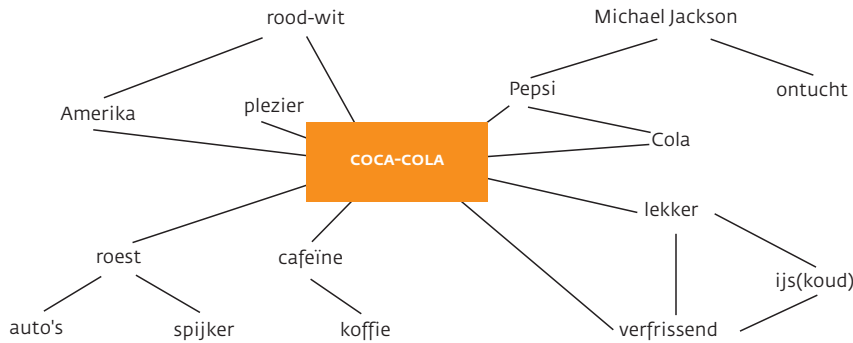 rood-wit
Michael Jackson
Pepsi
ontucht
plezier
Amerika
Cola
COCA-COLA
lekker
roest
cafeïne
ijs(koud)
auto's
spijker
koffie
verfrissend